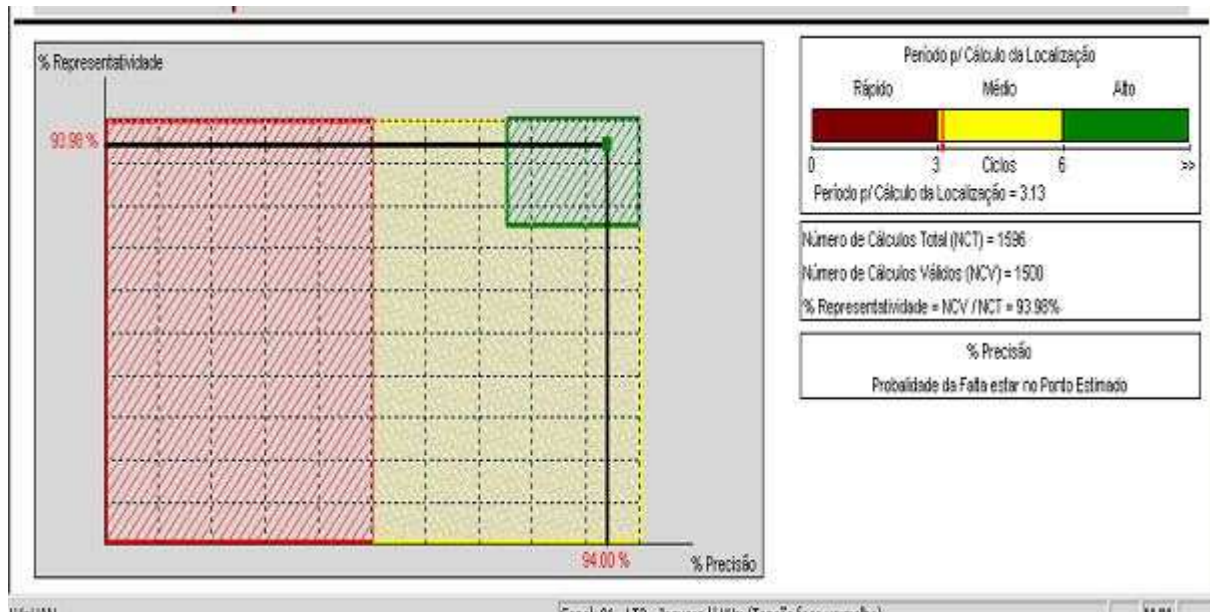 % Representatividade
93.98 %
94.00 %
% Precisão
Período p/ Cálculo da Localização
Rápido Médio Alto
0 3 Ciclos 6 >>
Período p/ Cálculo da Localização = 3.13
Número de Cálculos Total (NCT) = 1596
Número de Cálculos Válidos (NCV) = 1500
% Representatividade = NCV / NCT = 93.98%
% Precisão
Probalidade da Falta estar no Ponto Estimado